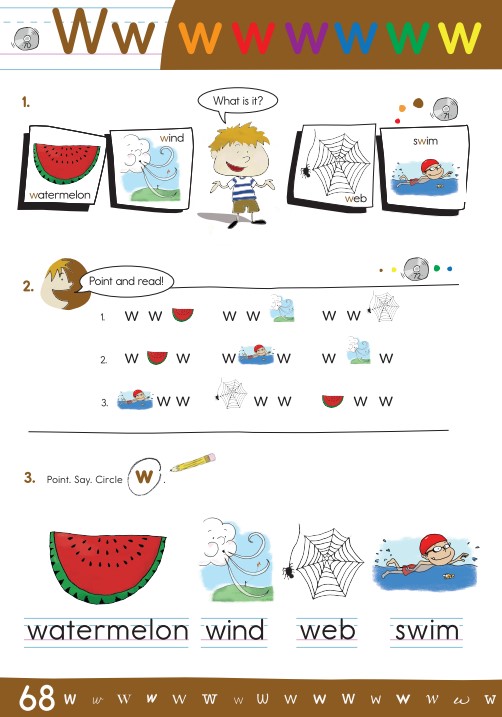 70
W w w w w w w w
1.
What is it?
71
watermelon
wind
web
swim
2.
Point and read!
72
1. w w w w w w
2. w w w w w w
3. w w w w w w
3. Point. Say. Circle w.
watermelon wind web swim
68 w w w w w w w w w w w w w w w w w